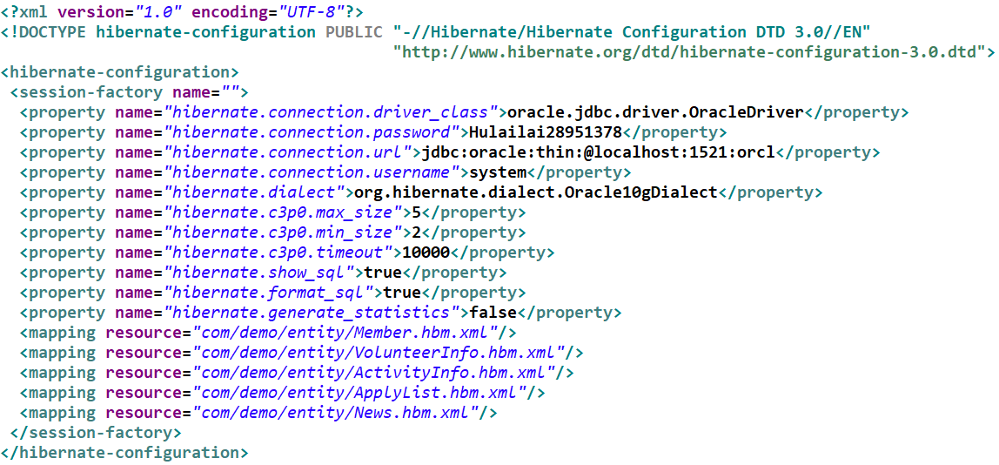 <?xml version="1.0" encoding="UTF-8"?>
<!DOCTYPE hibernate-configuration PUBLIC "-//Hibernate/Hibernate Configuration DTD 3.0//EN"
"http://www.hibernate.org/dtd/hibernate-configuration-3.0.dtd">
<hibernate-configuration>
<session-factory name="">
<property name="hibernate.connection.driver_class">oracle.jdbc.driver.OracleDriver</property>
<property name="hibernate.connection.password">Hulailai28951378</property>
<property name="hibernate.connection.url">jdbc:oracle:thin:@localhost:1521:orcl</property>
<property name="hibernate.connection.username">system</property>
<property name="hibernate.dialect">org.hibernate.dialect.Oracle10gDialect</property>
<property name="hibernate.c3p0.max_size">5</property>
<property name="hibernate.c3p0.min_size">2</property>
<property name="hibernate.c3p0.timeout">10000</property>
<property name="hibernate.show_sql">true</property>
<property name="hibernate.format_sql">true</property>
<property name="hibernate.generate_statistics">false</property>
<mapping resource="com/demo/entity/Member.hbm.xml"/>
<mapping resource="com/demo/entity/VolunteerInfo.hbm.xml"/>
<mapping resource="com/demo/entity/ActivityInfo.hbm.xml"/>
<mapping resource="com/demo/entity/ApplyList.hbm.xml"/>
<mapping resource="com/demo/entity/News.hbm.xml"/>
</session-factory>
</hibernate-configuration>